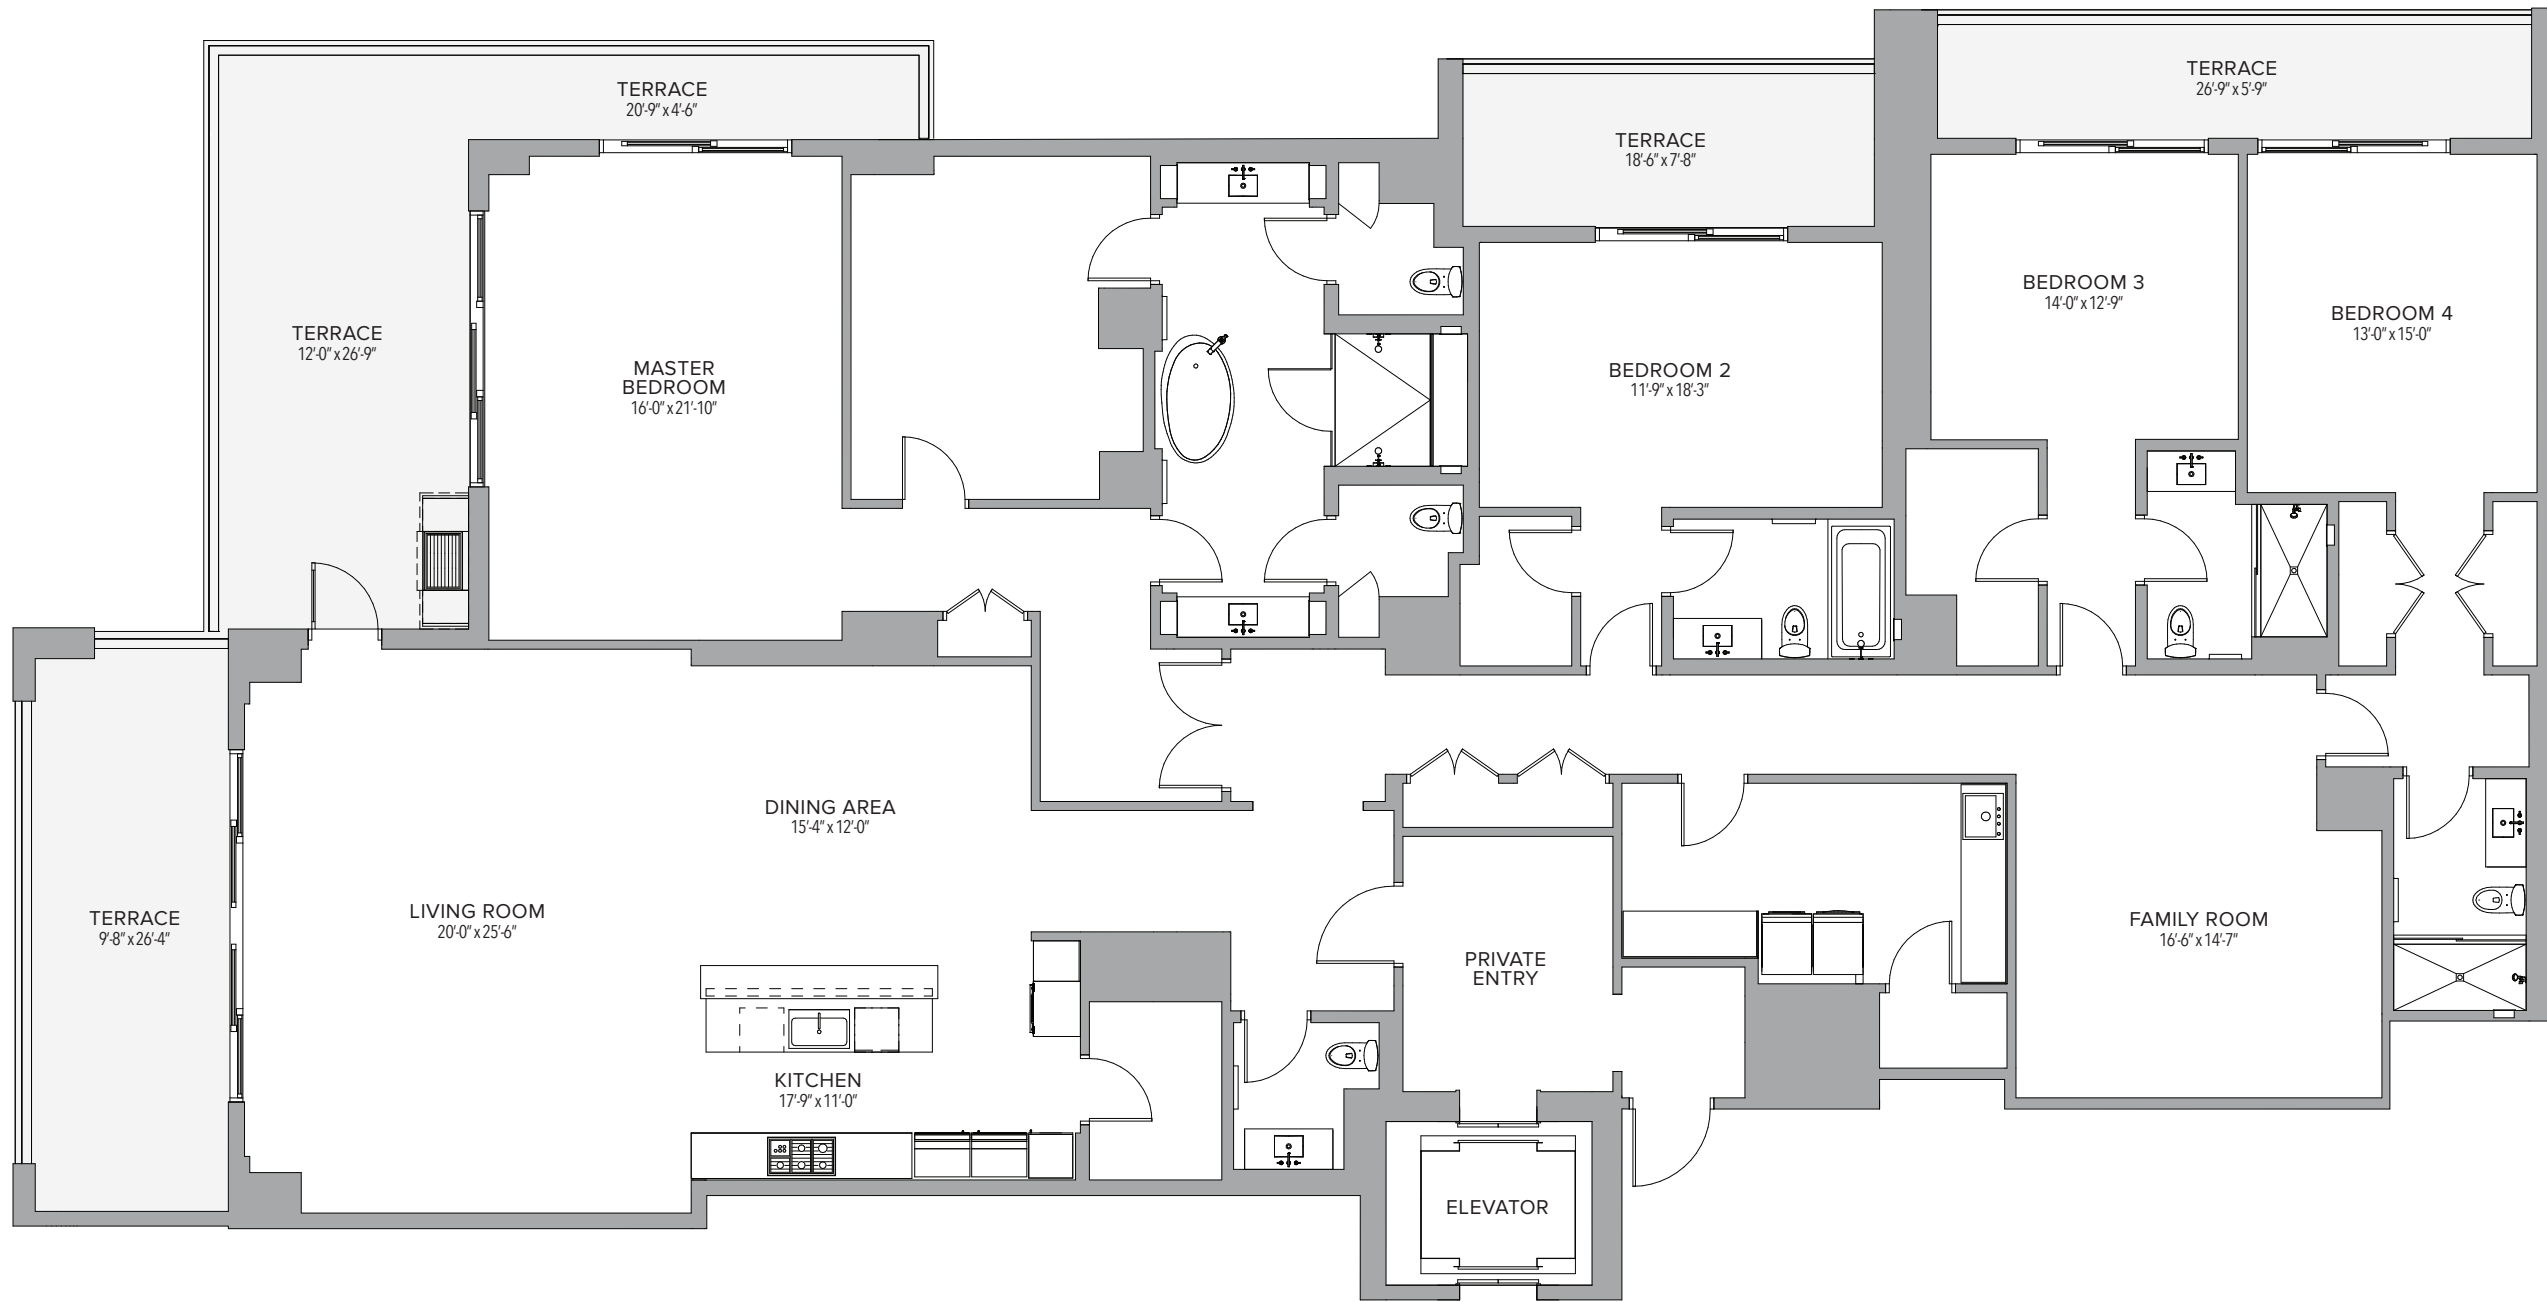 TERRACE
20'-9" x 4'-6"
TERRACE
18'-6" x 7'-8"
TERRACE
26'-9" x 5'-9"
TERRACE
12'-0" x 26'-9"
MASTER
BEDROOM
16'-0" x 21'-10"
BEDROOM 2
11'-9" x 18'-3"
BEDROOM 3
14'-0" x 12'-9"
BEDROOM 4
13'-0" x 15'-0"
DINING AREA
15'-4" x 12'-0"
TERRACE
9'-8" x 26'-4"
LIVING ROOM
20'-0" x 25'-6"
PRIVATE
ENTRY
FAMILY ROOM
16'-6" x 14'-7"
KITCHEN
17'-9" x 11'-0"
ELEVATOR